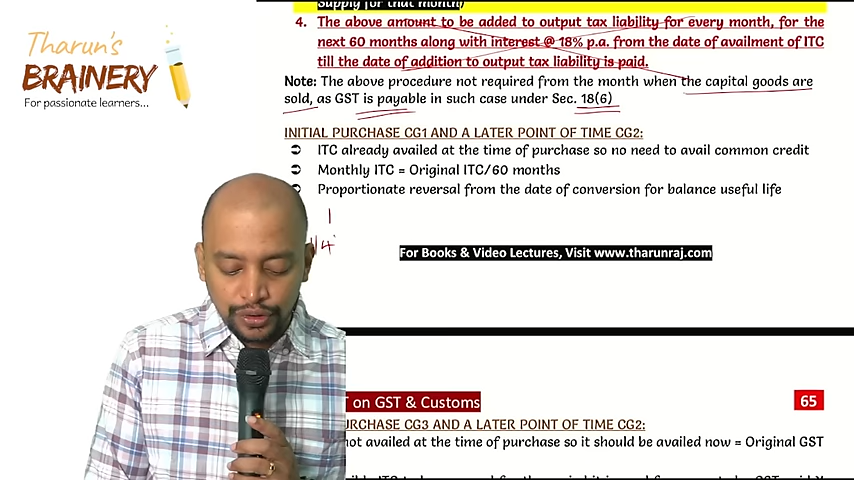 Tharun's
BRAINERY
For passionate learners...
Supply for that month)
4. The above amount to be added to output tax liability for every month, for the
next 60 months along with interest @ 18% p.a. from the date of availment of ITC
till the date of addition to output tax liability is paid.
Note: The above procedure not required from the month when the capital goods are
sold, as GST is payable in such case under Sec. 18(6)
INITIAL PURCHASE CG1 AND A LATER POINT OF TIME CG2:
➲ ITC already availed at the time of purchase so no need to avail common credit
➲ Monthly ITC = Original ITC/60 months
➲ Proportionate reversal from the date of conversion for balance useful life
For Books & Video Lectures, Visit www.tharunraj.com
on GST & Customs
65
CG3 AND A LATER POINT OF TIME CG2:
availed at the time of purchase so it should be availed now = Original GST